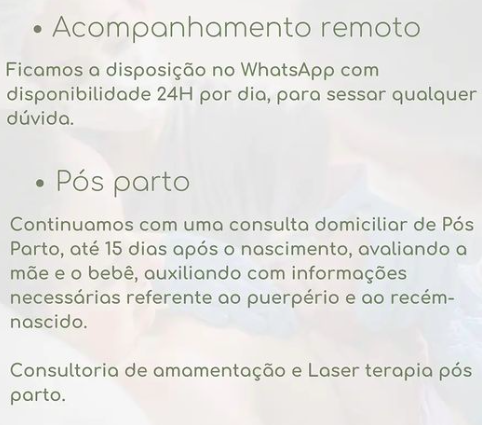 • Acompanhamento remoto
Ficamos a disposição no WhatsApp com
disponibilidade 24H por dia, para sessar qualquer
dúvida.
• Pós parto
Continuamos com uma consulta domiciliar de Pós
Parto, até 15 dias após o nascimento, avaliando a
mãe e o bebê, auxiliando com informações
necessárias referente ao puerpério e ao recém-
nascido.
Consultoria de amamentação e Laser terapia pós
parto.